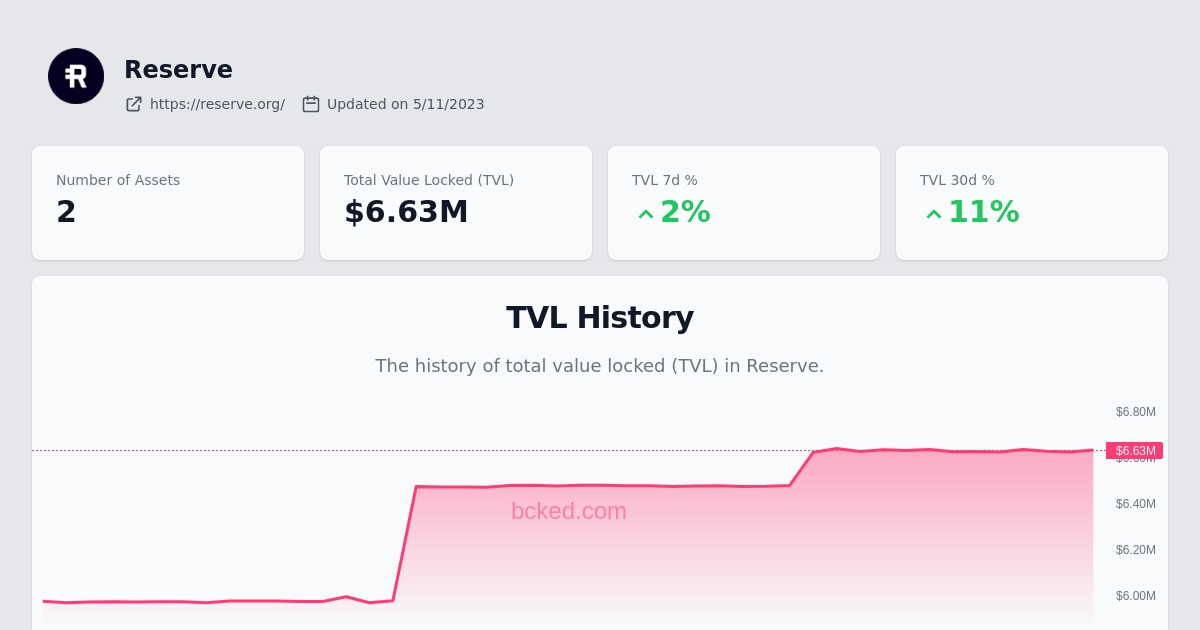 Reserve
https://reserve.org/
Updated on 5/11/2023
Number of Assets
2
Total Value Locked (TVL)
$6.63M
TVL 7d %
2%
TVL 30d %
11%
TVL History
The history of total value locked (TVL) in Reserve.
$6.80M
$6.63M
$6.60M
bcked.com
$6.40M
$6.20M
$6.00M